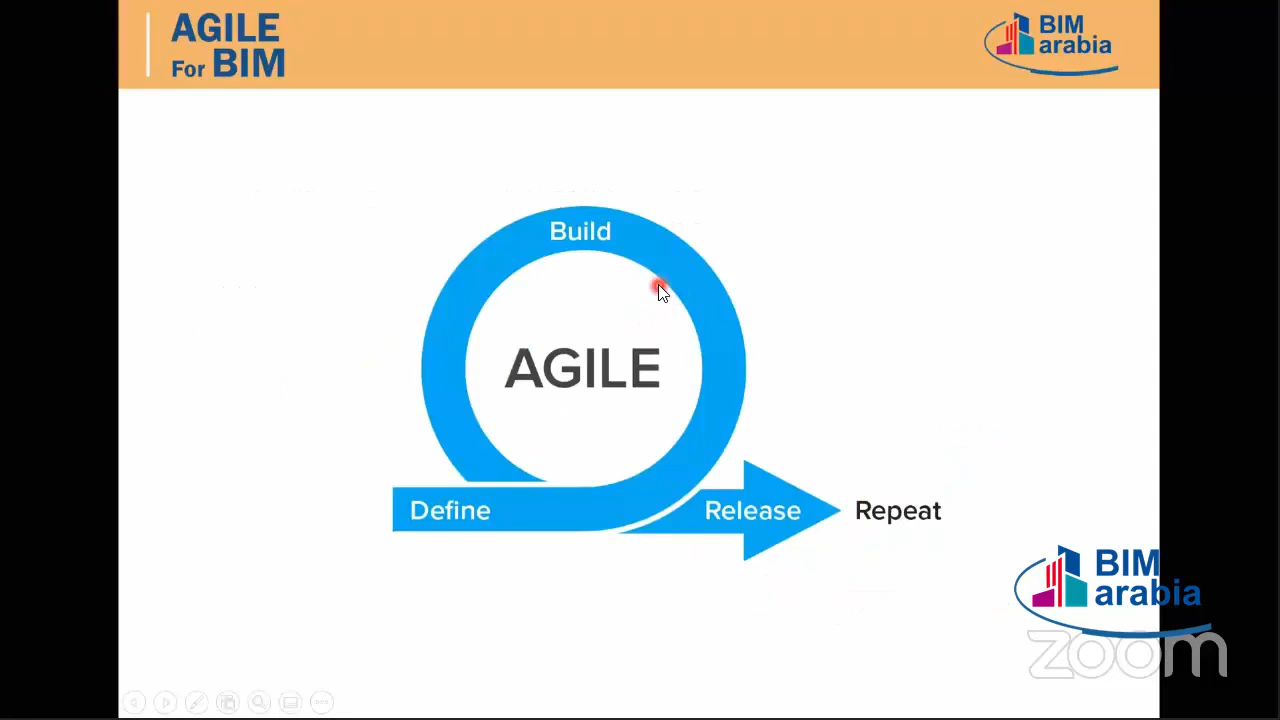 AGILE
For BIM
BIM
arabia
Build
AGILE
Define
Release
Repeat
BIM
arabia
zoom